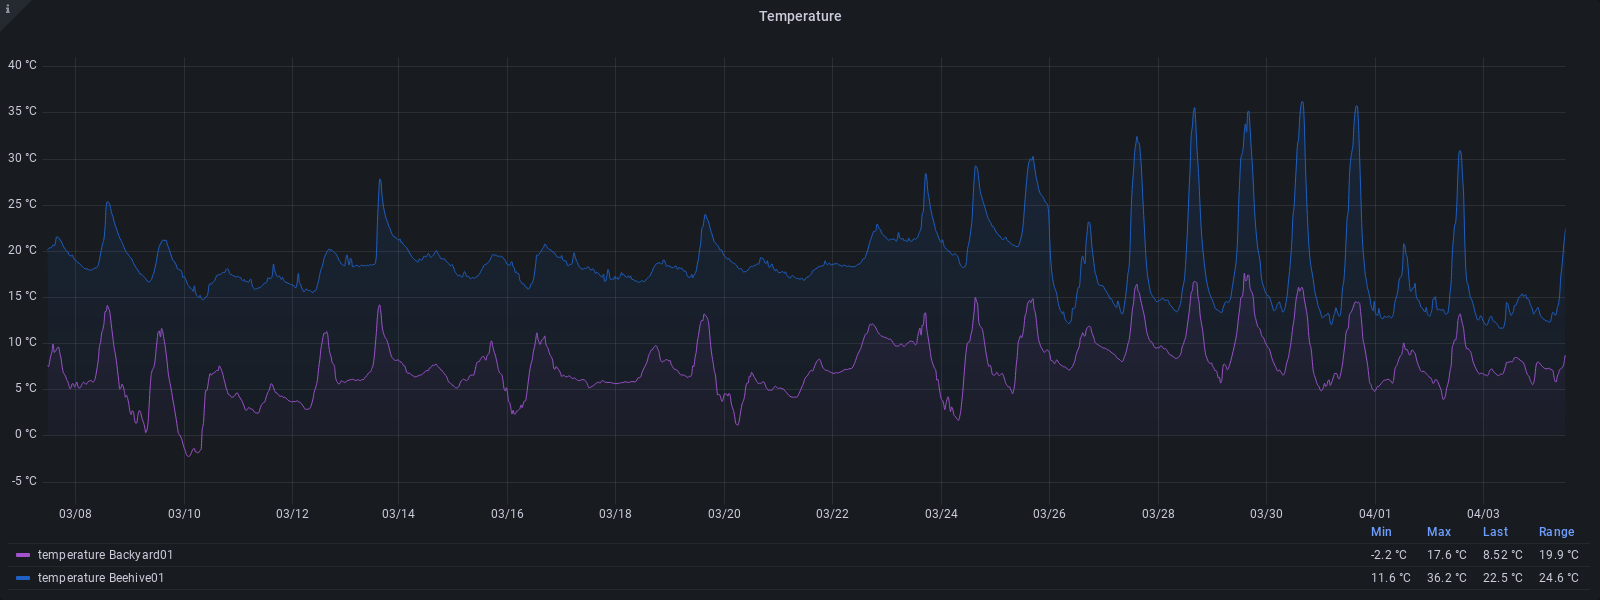 i
Temperature
40 °C
35 °C
30 °C
25 °C
20 °C
15 °C
10 °C
5 °C
0 °C
-5 °C
03/08 03/10 03/12 03/14 03/16 03/18 03/20 03/22 03/24 03/26 03/28 03/30 04/01 04/03
Min Max Last Range
temperature Backyard01 -2.2 °C 17.6 °C 8.52 °C 19.9 °C
temperature Beehive01 11.6 °C 36.2 °C 22.5 °C 24.6 °C